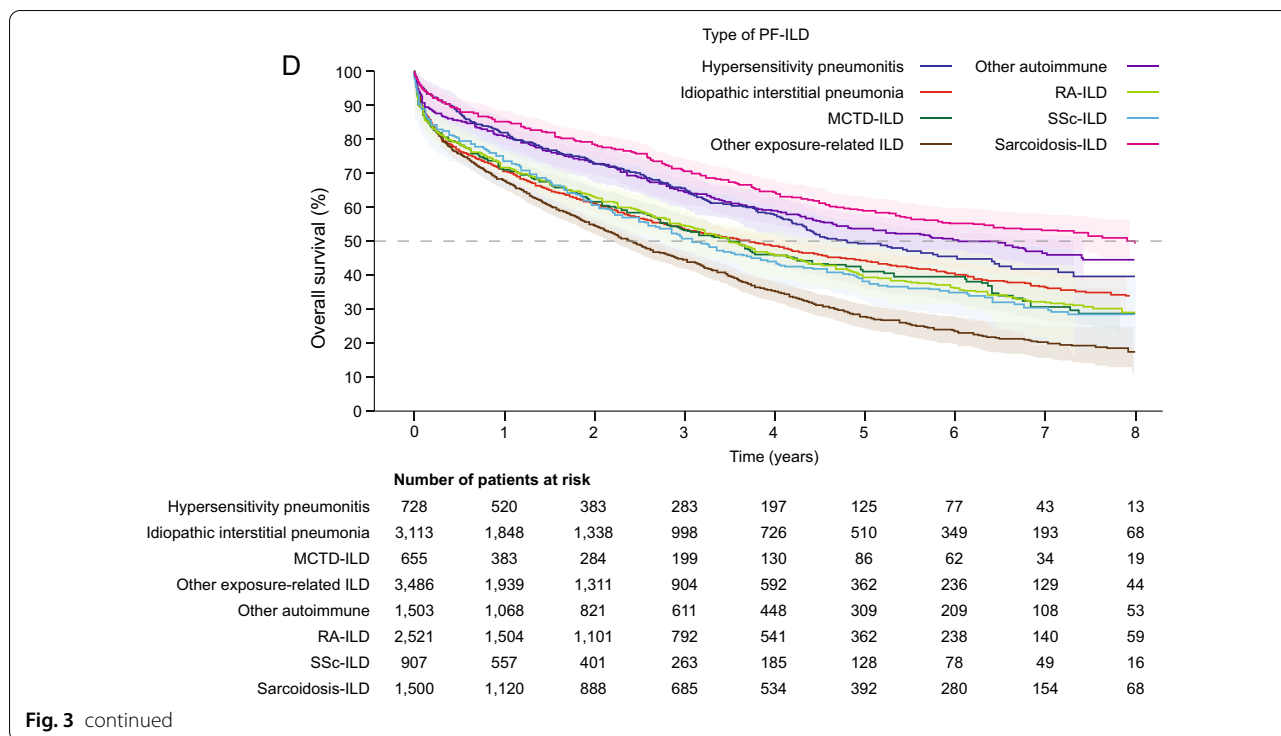 Type of PF-ILD
D
Hypersensitivity pneumonitis Other autoimmune
Idiopathic interstitial pneumonia RA-ILD
MCTD-ILD SSc-ILD
Other exposure-related ILD Sarcoidosis-ILD
Overall survival (%)
100
90
80
70
60
50
40
30
20
10
0
0 1 2 3 4 5 6 7 8
Time (years)
Number of patients at risk
Hypersensitivity pneumonitis 728 520 383 283 197 125 77 43 13
Idiopathic interstitial pneumonia 3,113 1,848 1,338 998 726 510 349 193 68
MCTD-ILD 655 383 284 199 130 86 62 34 19
Other exposure-related ILD 3,486 1,939 1,311 904 592 362 236 129 44
Other autoimmune 1,503 1,068 821 611 448 309 209 108 53
RA-ILD 2,521 1,504 1,101 792 541 362 238 140 59
SSc-ILD 907 557 401 263 185 128 78 49 16
Sarcoidosis-ILD 1,500 1,120 888 685 534 392 280 154 68
Fig. 3 continued